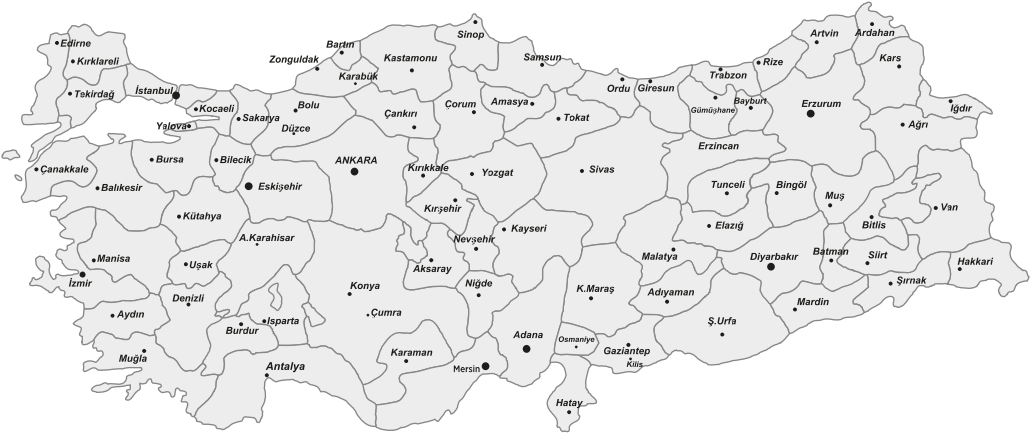 Edirne
Kırklareli
Tekirdağ
İstanbul
Kocaeli
Yalova
Sakarya
Zonguldak
Bartın
Karabük
Kastamonu
Sinop
Samsun
Ordu
Giresun
Trabzon
Rize
Artvin
Ardahan
Kars
Iğdır
Ağrı
Erzurum
Bayburt
Gümüşhane
Erzincan
Tokat
Amasya
Çorum
Çankırı
Bolu
Düzce
ANKARA
Kırıkkale
Yozgat
Sivas
Çanakkale
Balıkesir
Bursa
Bilecik
Eskişehir
Kütahya
A.Karahisar
Kırşehir
Nevşehir
Kayseri
Aksaray
Niğde
Tunceli
Bingöl
Muş
Bitlis
Van
Elazığ
Malatya
Diyarbakır
Batman
Siirt
Hakkari
Şırnak
Mardin
Ş.Urfa
Adıyaman
K.Maraş
Manisa
İzmir
Uşak
Denizli
Aydın
Muğla
Burdur
Isparta
Antalya
Konya
Çumra
Karaman
Mersin
Adana
Osmaniye
Gaziantep
Kilis
Hatay